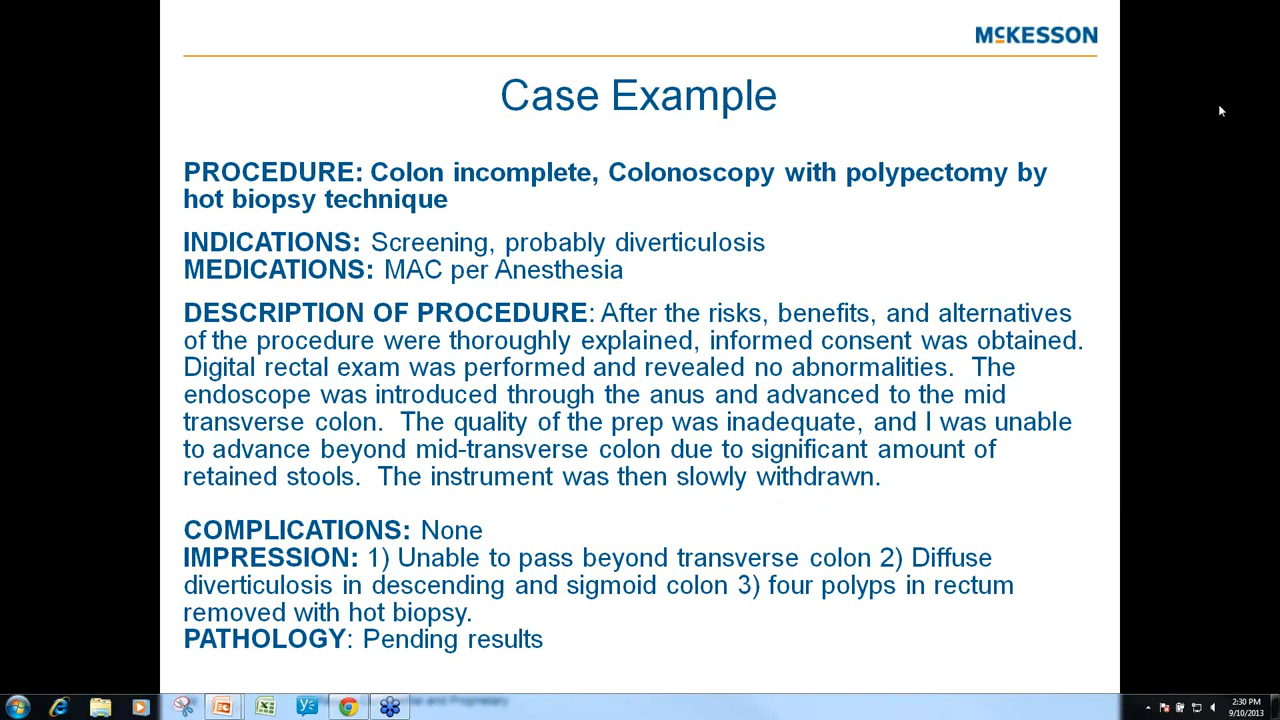 McKESSON
Case Example
PROCEDURE: Colon incomplete, Colonoscopy with polypectomy by
hot biopsy technique
INDICATIONS: Screening, probably diverticulosis
MEDICATIONS: MAC per Anesthesia
DESCRIPTION OF PROCEDURE: After the risks, benefits, and alternatives
of the procedure were thoroughly explained, informed consent was obtained.
Digital rectal exam was performed and revealed no abnormalities. The
endoscope was introduced through the anus and advanced to the mid
transverse colon. The quality of the prep was inadequate, and I was unable
to advance beyond mid-transverse colon due to significant amount of
retained stools. The instrument was then slowly withdrawn.
COMPLICATIONS: None
IMPRESSION: 1) Unable to pass beyond transverse colon 2) Diffuse
diverticulosis in descending and sigmoid colon 3) four polyps in rectum
removed with hot biopsy.
PATHOLOGY: Pending results
and Proprietary
2:30 PM
9/10/2013